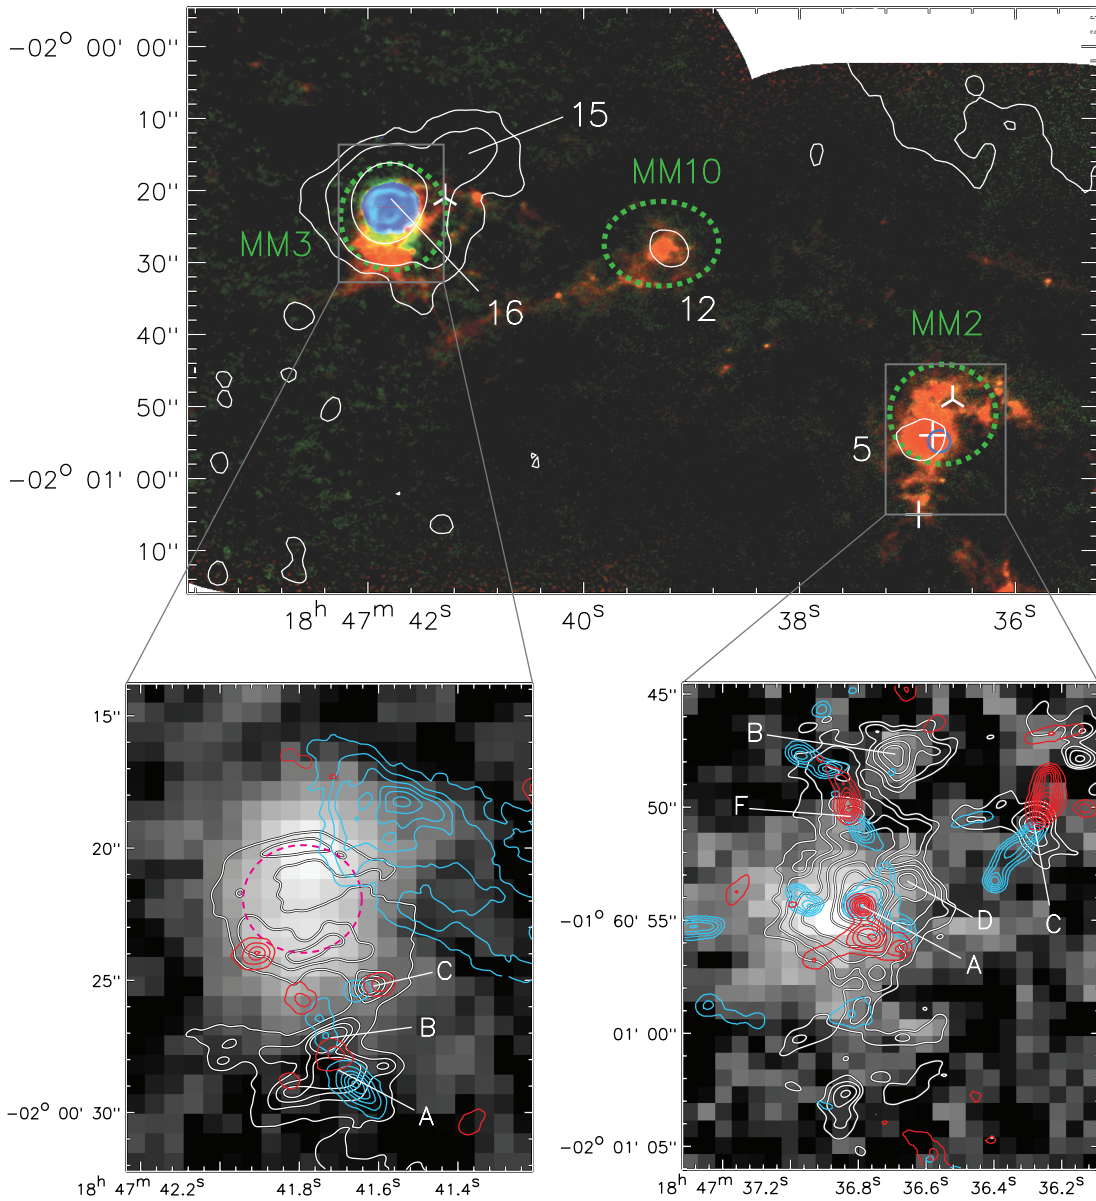 −02° 00' 00"
10"
20"
30"
40"
50"
−02° 01' 00"
10"
15
MM10
MM3
16
12
MM2
5
18h 47m 42s
40s
38s
36s
15"
20"
25"
−02° 00' 30"
C
B
A
18h 47m 42.2s
41.8s
41.6s
41.4s
45"
50"
−01° 60' 55"
01' 00"
−02° 01' 05"
B
F
D
C
A
18h 47m 37.2s
36.8s
36.6s
36.4s
36.2s